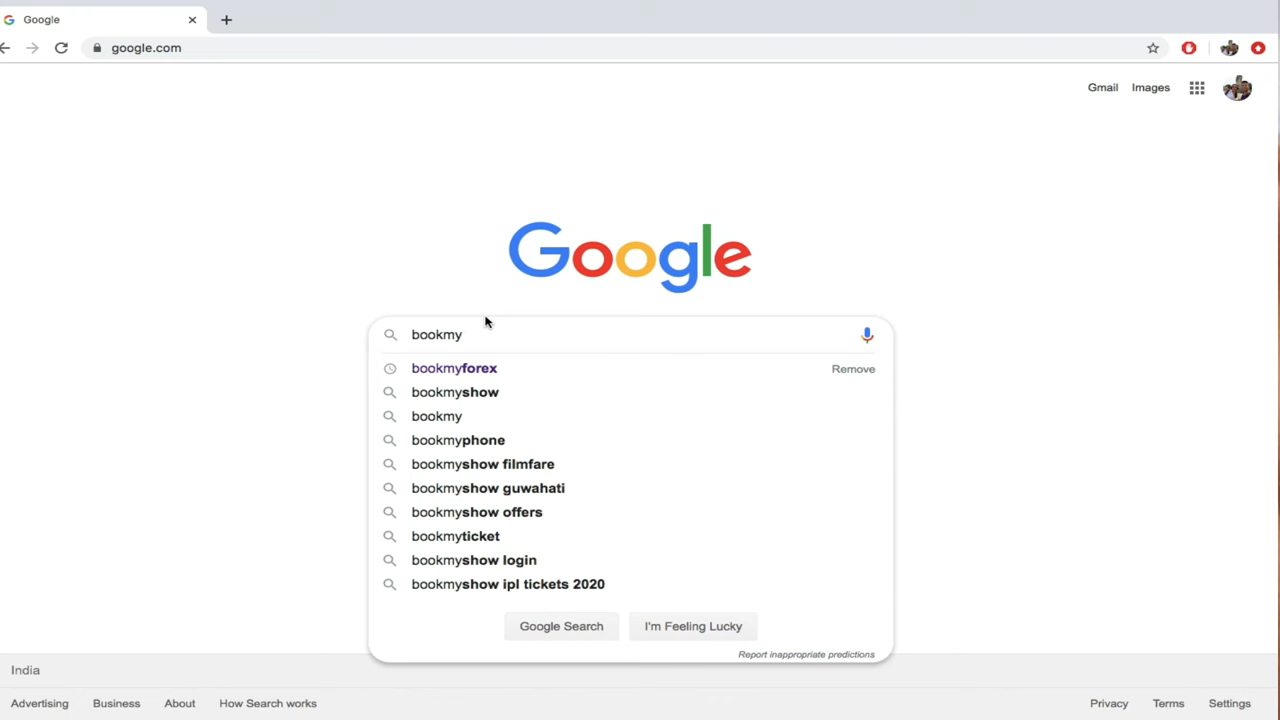 Google
google.com
Gmail Images
Google
bookmy
bookmyforex Remove
bookmyshow
bookmy
bookmyphone
bookmyshow filmfare
bookmyshow guwahati
bookmyshow offers
bookmyticket
bookmyshow login
bookmyshow ipl tickets 2020
Google Search I'm Feeling Lucky
Report inappropriate predictions
India
Advertising Business About How Search works Privacy Terms Settings